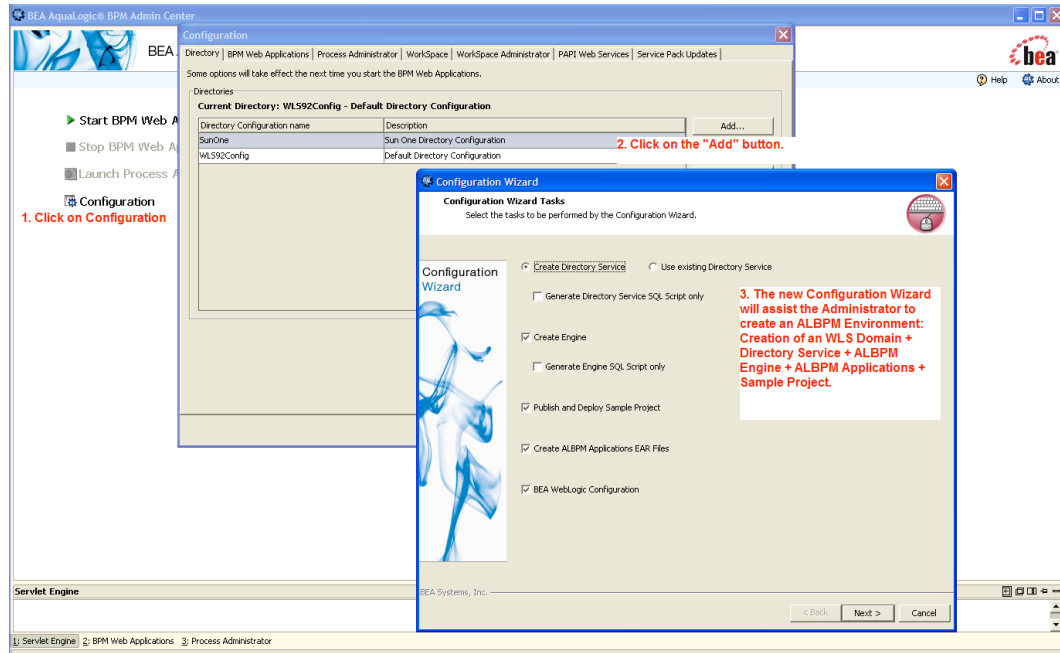 BEA AquaLogic® BPM Admin Center
BEA
bea
Help About
Start BPM Web A
Stop BPM Web A
Launch Process A
Configuration
1. Click on Configuration
Configuration
Directory BPM Web Applications Process Administrator WorkSpace WorkSpace Administrator PAPI Web Services Service Pack Updates
Some options will take effect the next time you start the BPM Web Applications.
Directories
Current Directory: WLS92Config - Default Directory Configuration
Directory Configuration name Description
Add...
SunOne Sun One Directory Configuration
WLS92Config Default Directory Configuration
2. Click on the "Add" button.
Configuration Wizard
Configuration Wizard Tasks
Select the tasks to be performed by the Configuration Wizard.
Configuration
Wizard
Create Directory Service Use existing Directory Service
Generate Directory Service SQL Script only
Create Engine
Generate Engine SQL Script only
Publish and Deploy Sample Project
Create ALBPM Applications EAR Files
BEA WebLogic Configuration
3. The new Configuration Wizard
will assist the Administrator to
create an ALBPM Environment:
Creation of an WLS Domain +
Directory Service + ALBPM
Engine + ALBPM Applications +
Sample Project.
BEA Systems, Inc.
< Back Next > Cancel
Servlet Engine
1: Servlet Engine 2: BPM Web Applications 3: Process Administrator